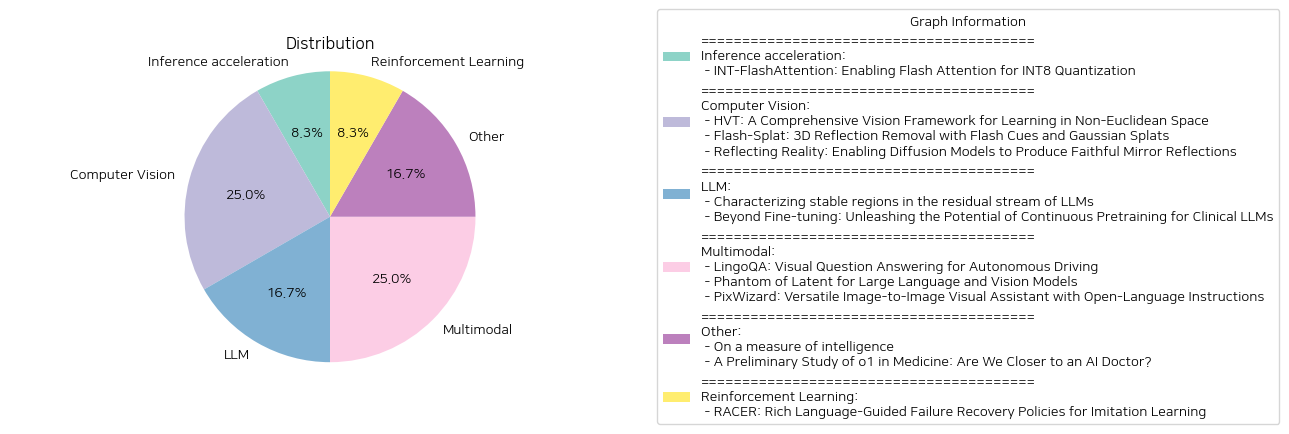 Distribution
Inference acceleration
Reinforcement Learning
8.3%
8.3%
Other
16.7%
Computer Vision
25.0%
25.0%
16.7%
Multimodal
LLM
Graph Information
========================================
Inference acceleration:
- INT-FlashAttention: Enabling Flash Attention for INT8 Quantization
========================================
Computer Vision:
- HVT: A Comprehensive Vision Framework for Learning in Non-Euclidean Space
- Flash-Splat: 3D Reflection Removal with Flash Cues and Gaussian Splats
- Reflecting Reality: Enabling Diffusion Models to Produce Faithful Mirror Reflections
========================================
LLM:
- Characterizing stable regions in the residual stream of LLMs
- Beyond Fine-tuning: Unleashing the Potential of Continuous Pretraining for Clinical LLMs
========================================
Multimodal:
- LingoQA: Visual Question Answering for Autonomous Driving
- Phantom of Latent for Large Language and Vision Models
- PixWizard: Versatile Image-to-Image Visual Assistant with Open-Language Instructions
========================================
Other:
- On a measure of intelligence
- A Preliminary Study of o1 in Medicine: Are We Closer to an AI Doctor?
========================================
Reinforcement Learning:
- RACER: Rich Language-Guided Failure Recovery Policies for Imitation Learning